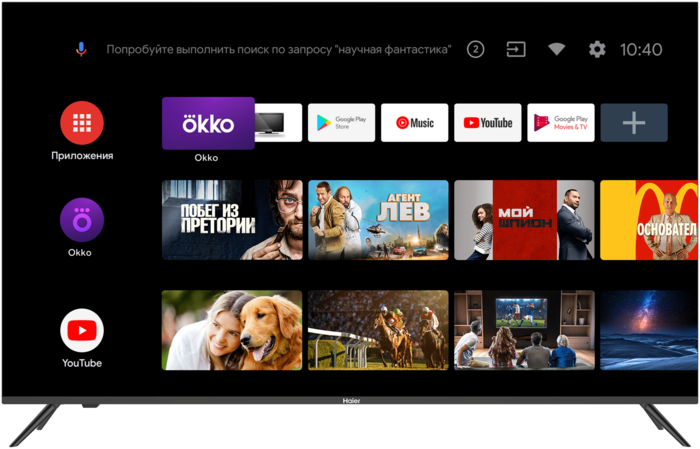 Попробуйте выполнить поиск по запросу "научная фантастика"
2
10:40
Приложения
ökko
Google Play
Store
Music
YouTube
Google Play
Movies & TV
Okko
ПОБЕГ ИЗ
ПРЕТОРИИ
АГЕНТ
ЛЕВ
МОЙ
ШПИОН
ОСНОВАТЕЛ
Okko
YouTube
Haier